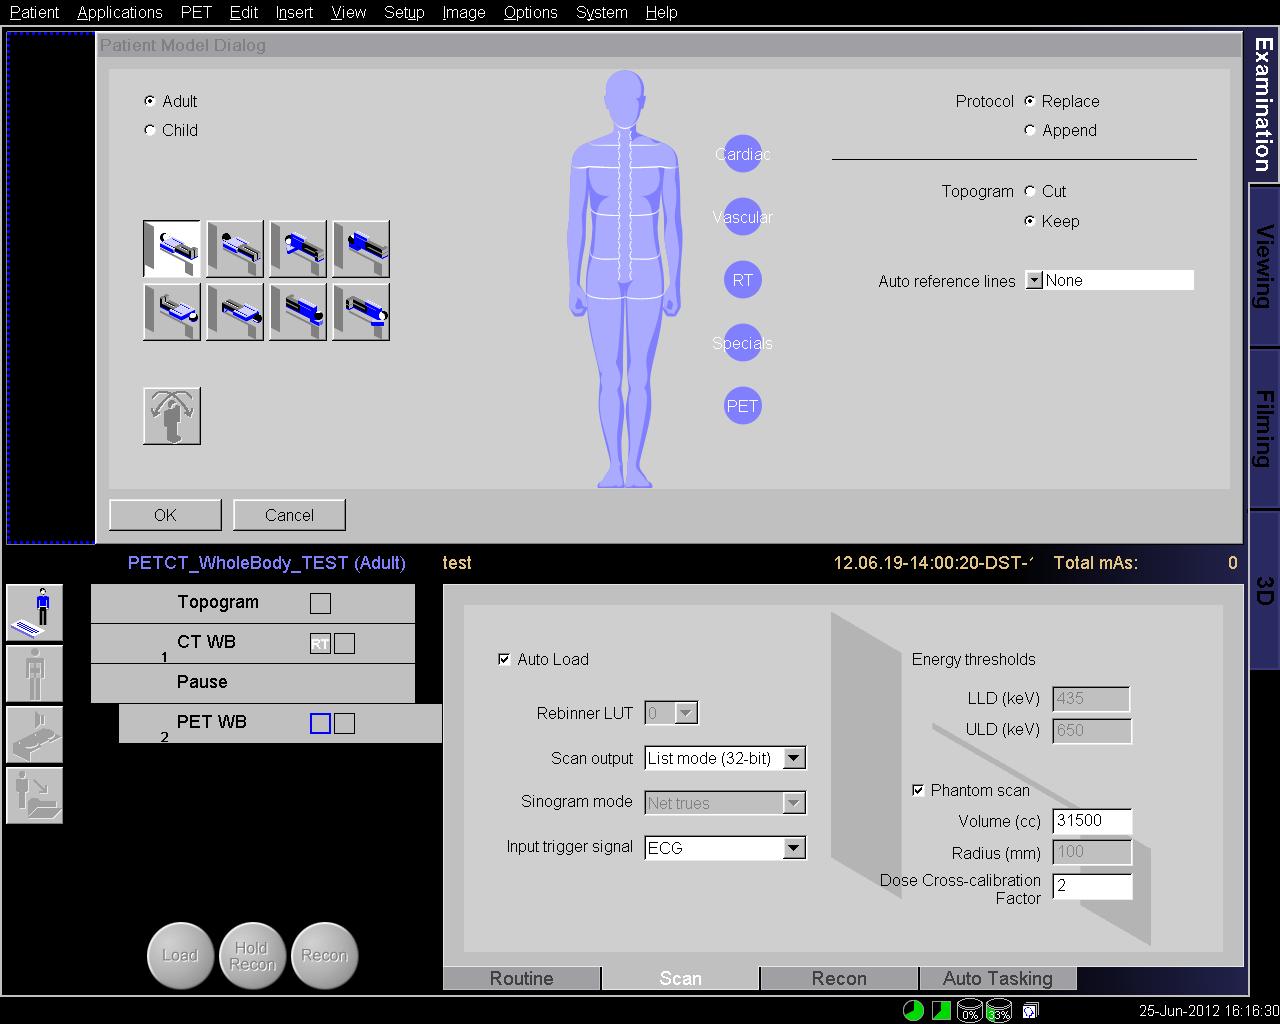 Patient Applications PET Edit Insert View Setup Image Options System Help
Patient Model Dialog
Adult
Child
Protocol Replace
Append
Topogram Cut
Keep
Auto reference lines None
Cardiac
Vascular
RT
Specials
PET
OK Cancel
Examination
Viewing
Filming
3D
PETCT_WholeBody_TEST (Adult) test 12.06.19-14:00:20-DST- Total mAs: 0
Topogram
1 CT WB RT
Pause
2 PET WB
Auto Load
Rebinner LUT 0
Scan output List mode (32-bit)
Sinogram mode Net trues
Input trigger signal ECG
Energy thresholds
LLD (keV) 435
ULD (keV) 650
Phantom scan
Volume (cc) 31500
Radius (mm) 100
Dose Cross-calibration
Factor 2
Load
Hold
Recon
Recon
Routine Scan Recon Auto Tasking
0% 33% 25-Jun-2012 16:16:30